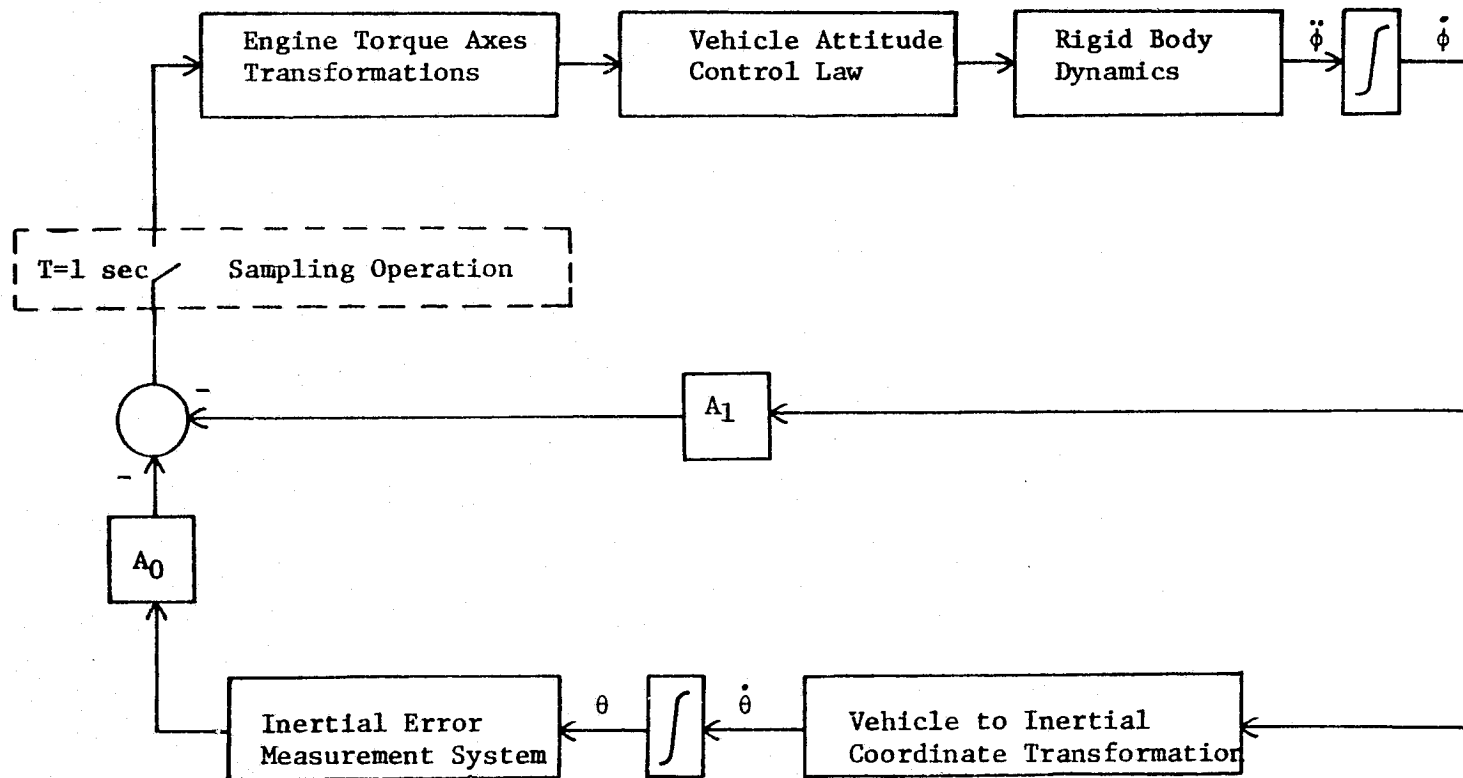 Engine Torque Axes
Transformations
Vehicle Attitude
Control Law
Rigid Body
Dynamics
φ̈
∫
φ̇
T=1 sec
Sampling Operation
-
A1
-
A0
Inertial Error
Measurement System
θ
∫
θ̇
Vehicle to Inertial
Coordinate Transformation